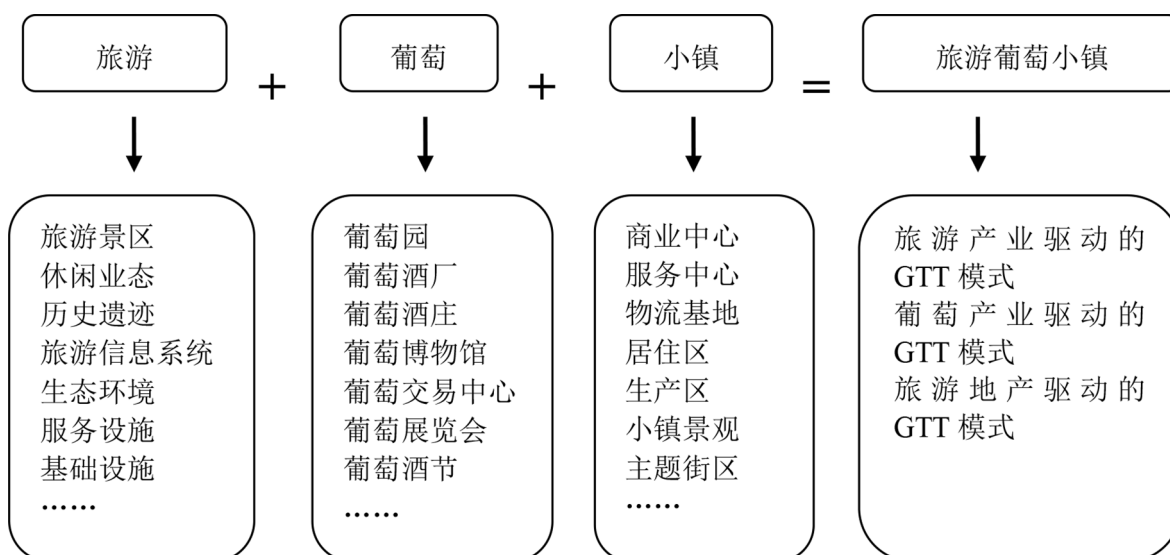 旅游
+
葡萄
+
小镇
=
旅游葡萄小镇
旅游景区
休闲业态
历史遗迹
旅游信息系统
生态环境
服务设施
基础设施
……
葡萄园
葡萄酒厂
葡萄酒庄
葡萄博物馆
葡萄交易中心
葡萄展览会
葡萄酒节
……
商业中心
服务中心
物流基地
居住区
生产区
小镇景观
主题街区
……
旅游产业驱动的
GTT 模式
葡萄产业驱动的
GTT 模式
旅游地产驱动的
GTT 模式